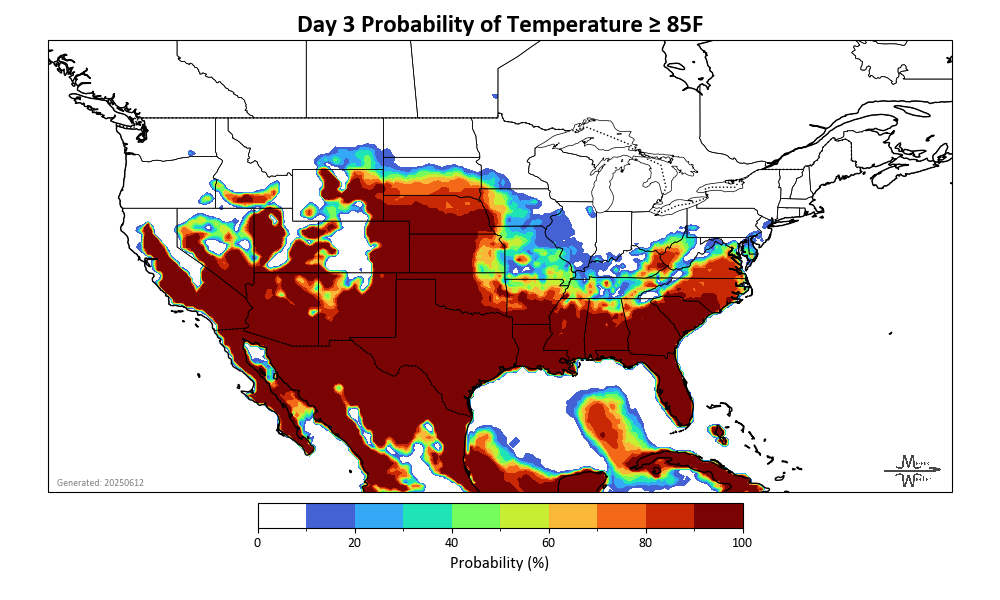 Day 3 Probability of Temperature ≥ 85F
Generated: 20250612
0 20 40 60 80 100
Probability (%)